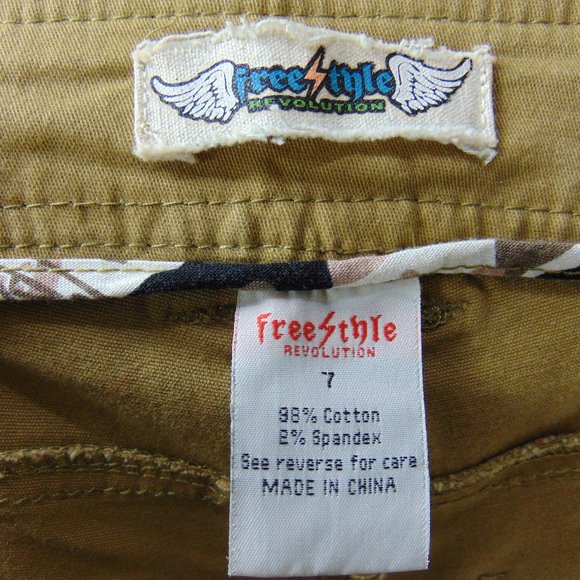 freestyle
REVOLUTION
freestyle
REVOLUTION
7
98% Cotton
2% Spandex
See reverse for care
MADE IN CHINA